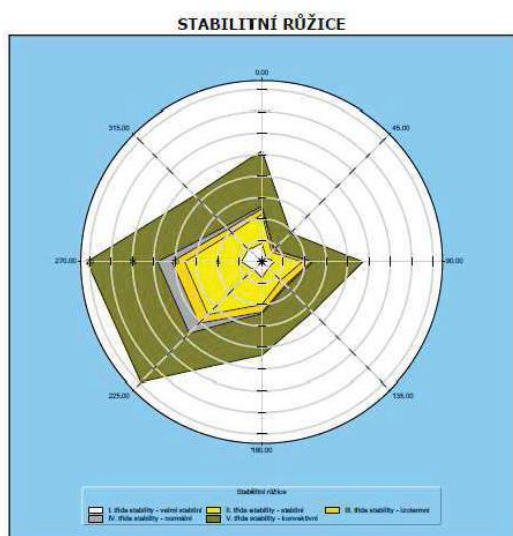 STABILITNÍ RŮŽICE
0.00
315.00 45.00
270.00 90.00
225.00 135.00
180.00
Stabilitní růžice
I. třída stability - velmi stabilní II. třída stability - stabilní III. třída stability - izotermní
IV. třída stability - normální V. třída stability - konvektivní